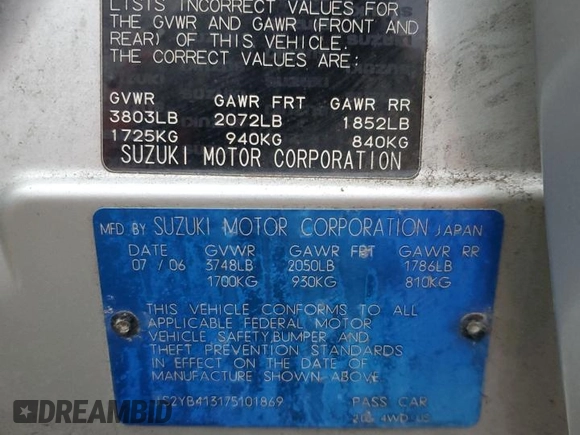 LISTS INCORRECT VALUES FOR
THE GVWR AND GAWR (FRONT AND
REAR) OF THIS VEHICLE.
THE CORRECT VALUES ARE:
GVWR GAWR FRT GAWR RR
3803LB 2072LB 1852LB
1725KG 940KG 840KG
SUZUKI MOTOR CORPORATION
MFD BY SUZUKI MOTOR CORPORATION JAPAN
DATE GVWR GAWR FRT GAWR RR
07 / 06 3748LB 2050LB 1786LB
1700KG 930KG 810KG
THIS VEHICLE CONFORMS TO ALL
APPLICABLE FEDERAL MOTOR
VEHICLE SAFETY,BUMPER AND
THEFT PREVENTION STANDARDS
IN EFFECT ON THE DATE OF
MANUFACTURE SHOWN ABOVE.
JS2YB413175101869 PASS CAR
4WD US
DREAMBID